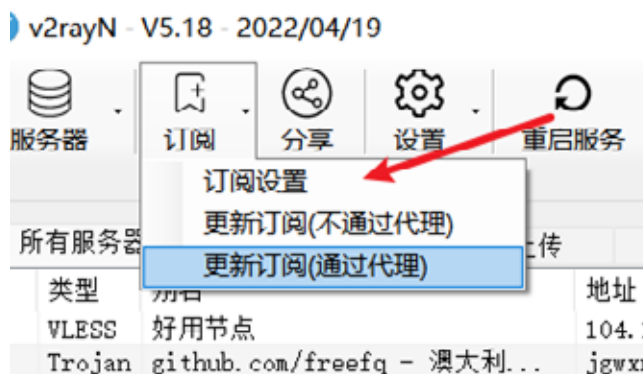 v2rayN - V5.18 - 2022/04/19
服务器 订阅 分享 设置 重启服务
订阅设置
更新订阅(不通过代理)
所有服务器 上传
更新订阅(通过代理)
类型 别名 地址
VLESS 好用节点 104.
Trojan github.com/freefq - 澳大利... jgwx